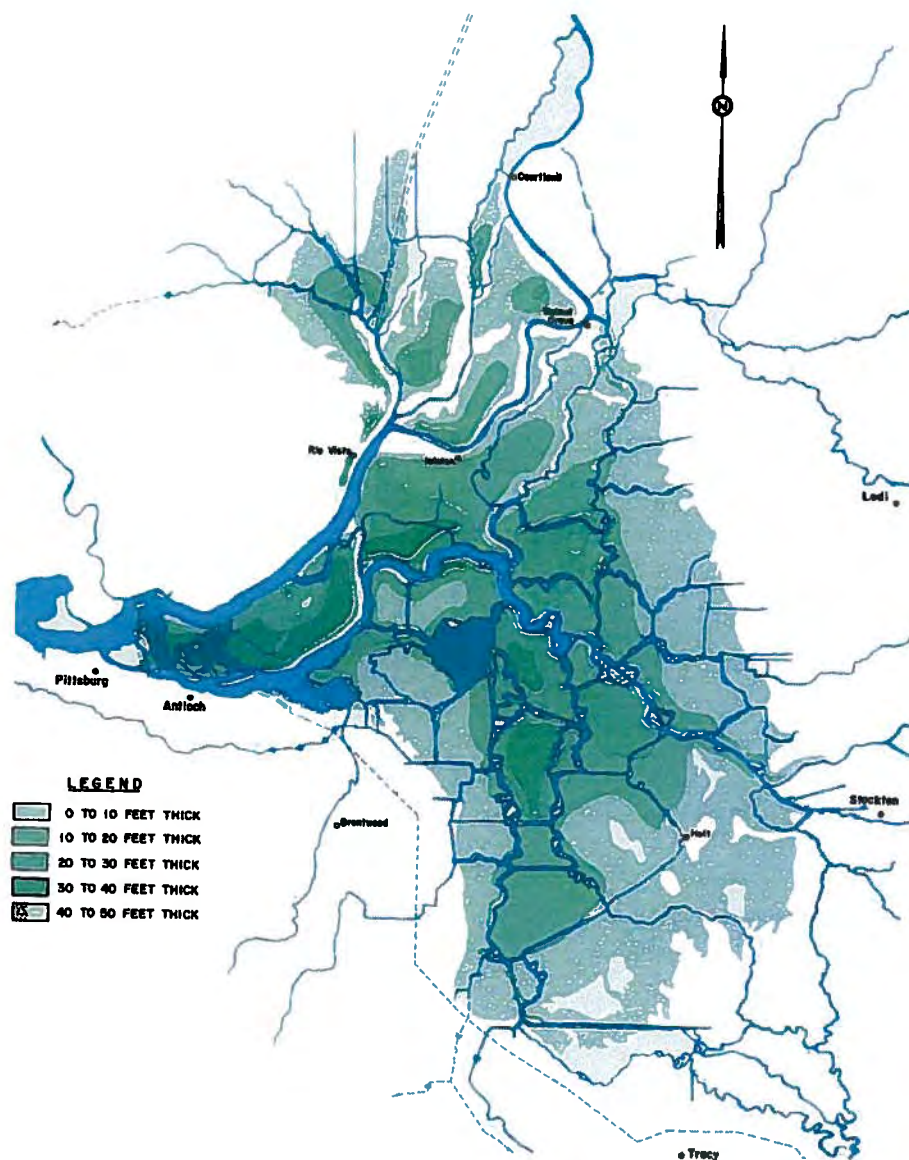 N
Courtland
Grove
Rio Vista
Isleton
Lodi
Pittsburg
Antioch
LEGEND
0 TO 10 FEET THICK
10 TO 20 FEET THICK
20 TO 30 FEET THICK
30 TO 40 FEET THICK
40 TO 50 FEET THICK
Brentwood
Stockton
Holt
Tracy